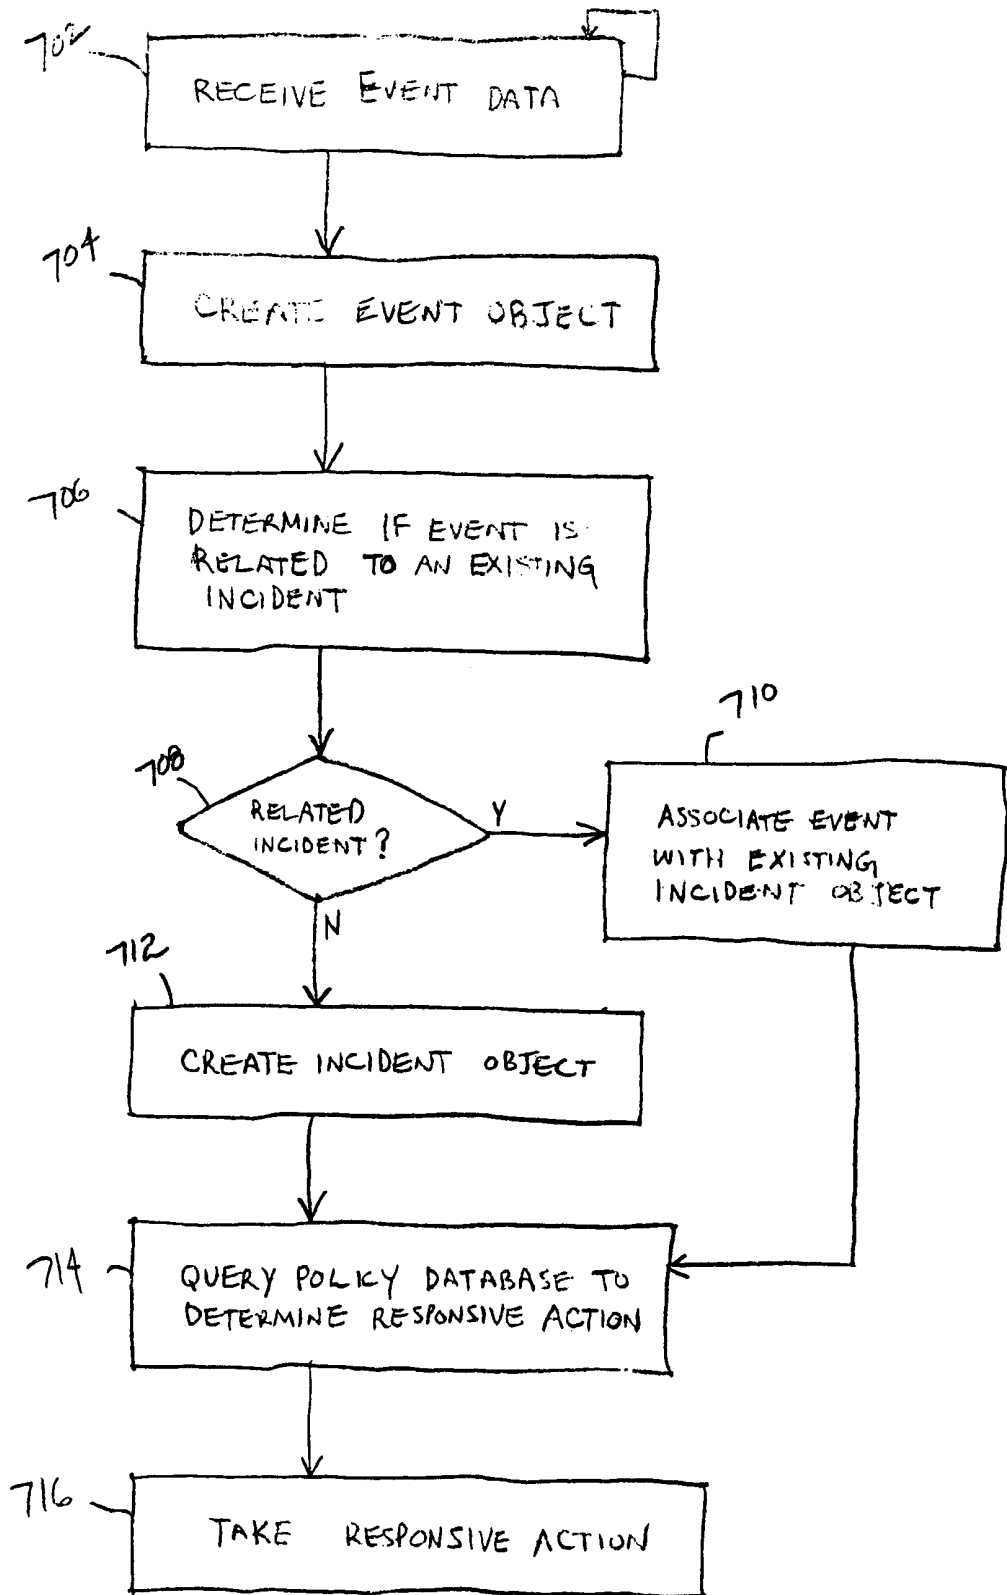 702
RECEIVE EVENT DATA
704
CREATE EVENT OBJECT
706
DETERMINE IF EVENT IS
RELATED TO AN EXISTING
INCIDENT
708
RELATED
INCIDENT?
Y
N
710
ASSOCIATE EVENT
WITH EXISTING
INCIDENT OBJECT
712
CREATE INCIDENT OBJECT
714
QUERY POLICY DATABASE TO
DETERMINE RESPONSIVE ACTION
716
TAKE RESPONSIVE ACTION